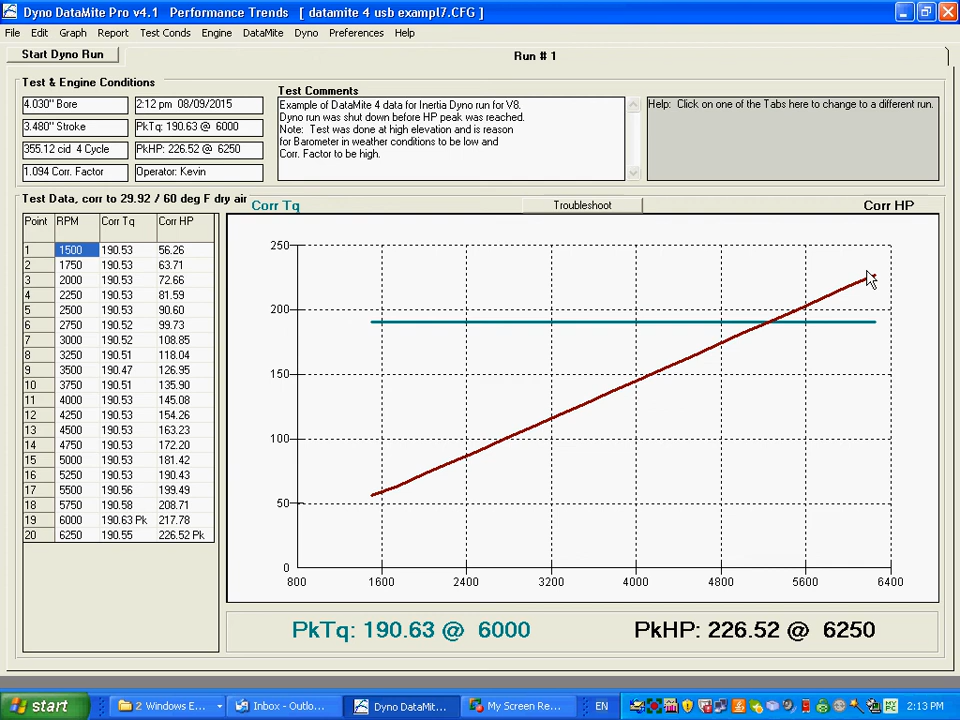 Dyno DataMite Pro v4.1   Performance Trends   [ datamite 4 usb exampl7.CFG ]
File Edit Graph Report Test Conds Engine DataMite Dyno Preferences Help
Start Dyno Run
Run # 1
Test & Engine Conditions
4.030" Bore
2:12 pm  08/09/2015
3.480" Stroke
PkTq: 190.63 @  6000
355.12 cid  4 Cycle
PkHP: 226.52 @  6250
1.094 Corr. Factor
Operator: Kevin
Test Comments
Example of DataMite 4 data for Inertia Dyno run for V8.
Dyno run was shut down before HP peak was reached.
Note:  Test was done at high elevation and is reason
for Barometer in weather conditions to be low and
Corr. Factor to be high.
Help:  Click on one of the Tabs here to change to a different run.
Test Data, corr to 29.92 / 60 deg F dry air
Point RPM Corr Tq Corr HP
1 1500 190.53 56.26
2 1750 190.53 63.71
3 2000 190.53 72.66
4 2250 190.53 81.59
5 2500 190.53 90.60
6 2750 190.52 99.73
7 3000 190.52 108.85
8 3250 190.51 118.04
9 3500 190.47 126.95
10 3750 190.51 135.90
11 4000 190.53 145.08
12 4250 190.53 154.26
13 4500 190.53 163.23
14 4750 190.53 172.20
15 5000 190.53 181.42
16 5250 190.53 190.43
17 5500 190.56 199.49
18 5750 190.58 208.71
19 6000 190.63 Pk 217.78
20 6250 190.55 226.52 Pk
Corr Tq
Troubleshoot
Corr HP
250
200
150
100
50
0
800 1600 2400 3200 4000 4800 5600 6400
PkTq: 190.63 @  6000
PkHP: 226.52 @  6250
start
2 Windows E...
Inbox - Outlo...
Dyno DataMit...
My Screen Re...
EN
2:13 PM